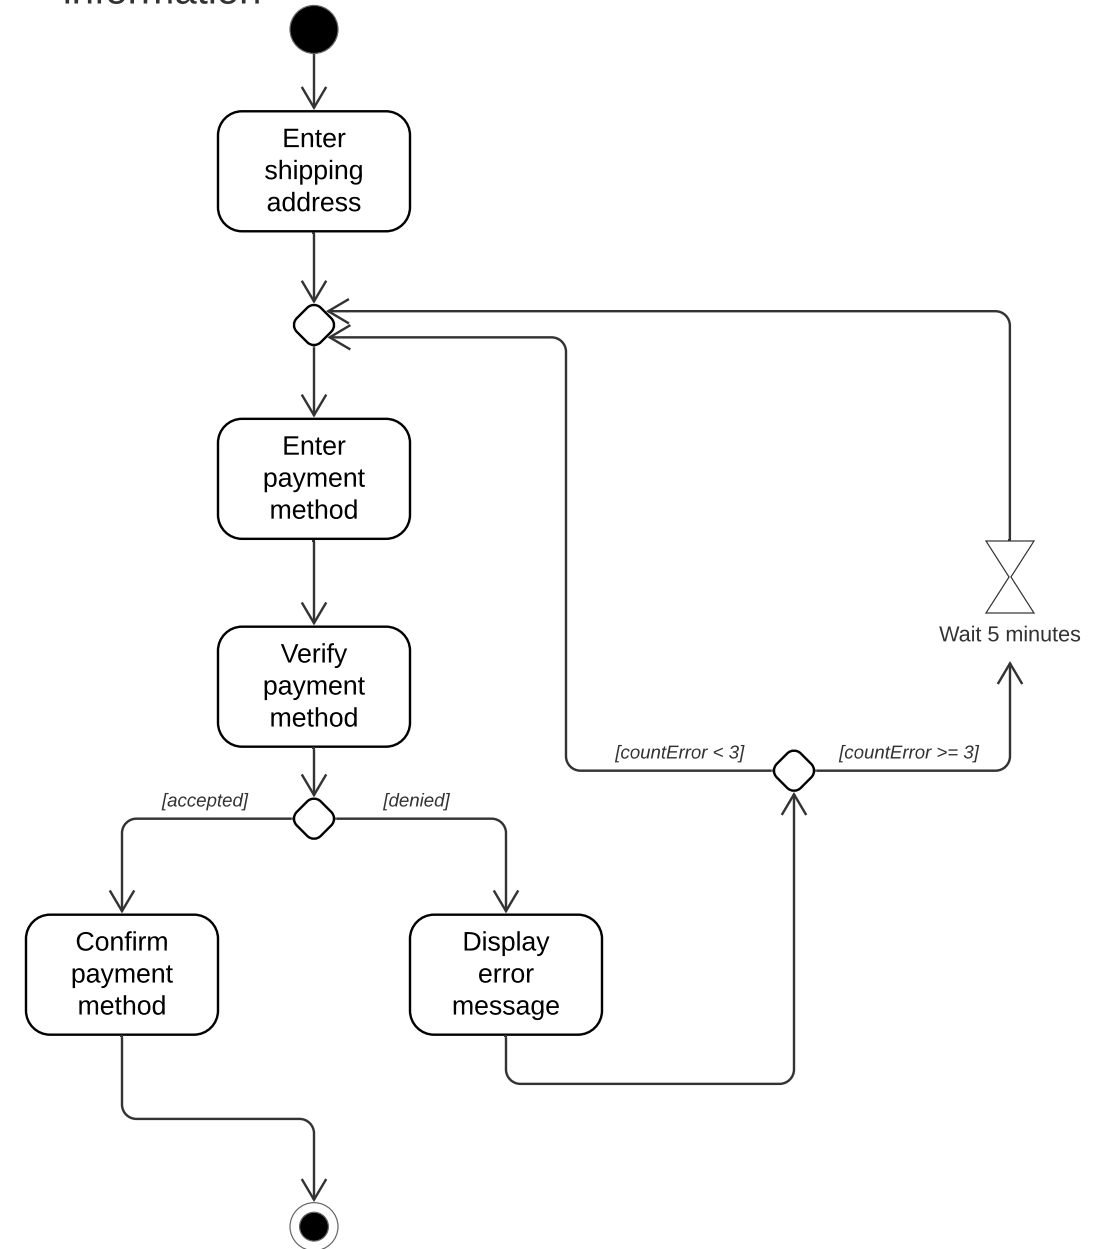 information
Enter
shipping
address
Enter
payment
method
Wait 5 minutes
Verify
payment
method
[countError < 3]
[countError >= 3]
[accepted]
[denied]
Confirm
payment
method
Display
error
message